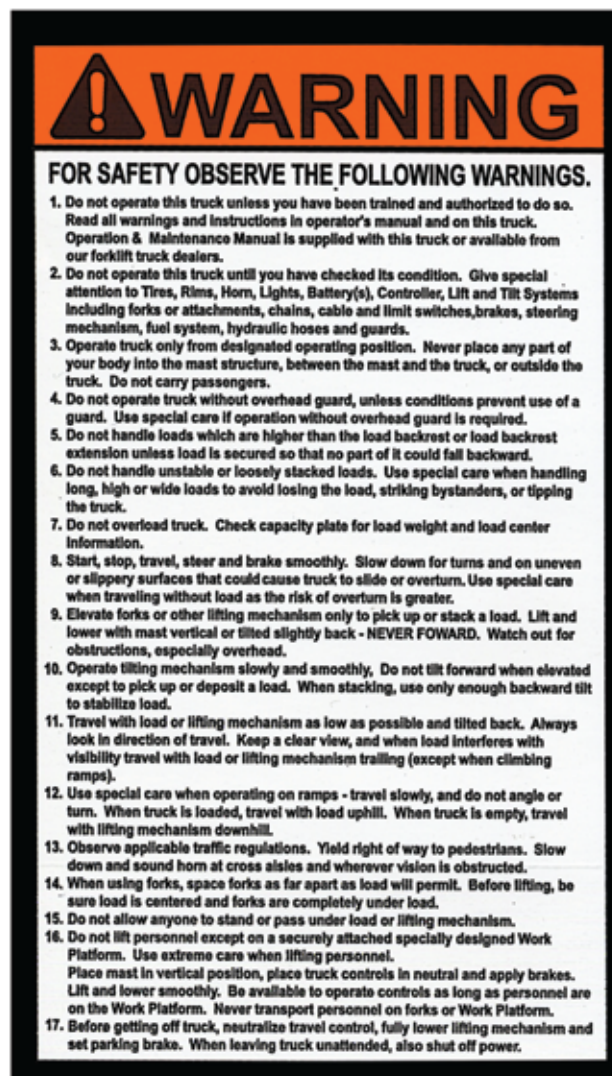 WARNING
FOR SAFETY OBSERVE THE FOLLOWING WARNINGS.
1. Do not operate this truck unless you have been trained and authorized to do so.
Read all warnings and instructions in operator's manual and on this truck.
Operation & Maintenance Manual is supplied with this truck or available from
our forklift truck dealers.
2. Do not operate this truck until you have checked its condition. Give special
attention to Tires, Rims, Horn, Lights, Battery(s), Controller, Lift and Tilt Systems
including forks or attachments, chains, cable and limit switches,brakes, steering
mechanism, fuel system, hydraulic hoses and guards.
3. Operate truck only from designated operating position. Never place any part of
your body into the mast structure, between the mast and the truck, or outside the
truck. Do not carry passengers.
4. Do not operate truck without overhead guard, unless conditions prevent use of a
guard. Use special care if operation without overhead guard is required.
5. Do not handle loads which are higher than the load backrest or load backrest
extension unless load is secured so that no part of it could fall backward.
6. Do not handle unstable or loosely stacked loads. Use special care when handling
long, high or wide loads to avoid losing the load, striking bystanders, or tipping
the truck.
7. Do not overload truck. Check capacity plate for load weight and load center
information.
8. Start, stop, travel, steer and brake smoothly. Slow down for turns and on uneven
or slippery surfaces that could cause truck to slide or overturn. Use special care
when traveling without load as the risk of overturn is greater.
9. Elevate forks or other lifting mechanism only to pick up or stack a load. Lift and
lower with mast vertical or tilted slightly back - NEVER FOWARD. Watch out for
obstructions, especially overhead.
10. Operate tilting mechanism slowly and smoothly, Do not tilt forward when elevated
except to pick up or deposit a load. When stacking, use only enough backward tilt
to stabilize load.
11. Travel with load or lifting mechanism as low as possible and tilted back. Always
look in direction of travel. Keep a clear view, and when load interferes with
visibility travel with load or lifting mechanism trailing (except when climbing
ramps).
12. Use special care when operating on ramps - travel slowly, and do not angle or
turn. When truck is loaded, travel with load uphill. When truck is empty, travel
with lifting mechanism downhill.
13. Observe applicable traffic regulations. Yield right of way to pedestrians. Slow
down and sound horn at cross aisles and wherever vision is obstructed.
14. When using forks, space forks as far apart as load will permit. Before lifting, be
sure load is centered and forks are completely under load.
15. Do not allow anyone to stand or pass under load or lifting mechanism.
16. Do not lift personnel except on a securely attached specially designed Work
Platform. Use extreme care when lifting personnel.
Place mast in vertical position, place truck controls in neutral and apply brakes.
Lift and lower smoothly. Be available to operate controls as long as personnel are
on the Work Platform. Never transport personnel on forks or Work Platform.
17. Before getting off truck, neutralize travel control, fully lower lifting mechanism and
set parking brake. When leaving truck unattended, also shut off power.